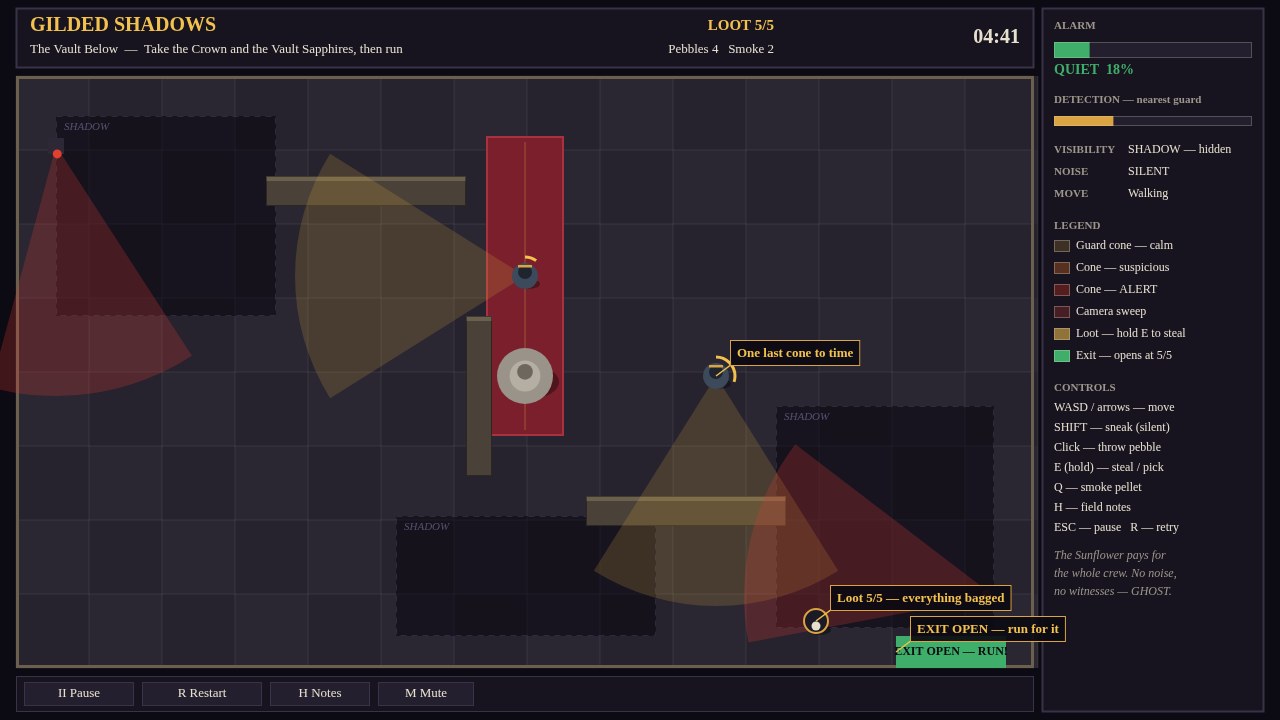 GILDED SHADOWS
The Vault Below — Take the Crown and the Vault Sapphires, then run
LOOT 5/5
Pebbles 4 Smoke 2
04:41
SHADOW
One last cone to time
SHADOW
SHADOW
Loot 5/5 — everything bagged
EXIT OPEN — run for it
EXIT OPEN — RUN!
II Pause
R Restart
H Notes
M Mute
ALARM
QUIET 18%
DETECTION — nearest guard
VISIBILITY SHADOW — hidden
NOISE SILENT
MOVE Walking
LEGEND
Guard cone — calm
Cone — suspicious
Cone — ALERT
Camera sweep
Loot — hold E to steal
Exit — opens at 5/5
CONTROLS
WASD / arrows — move
SHIFT — sneak (silent)
Click — throw pebble
E (hold) — steal / pick
Q — smoke pellet
H — field notes
ESC — pause R — retry
The Sunflower pays for
the whole crew. No noise,
no witnesses — GHOST.